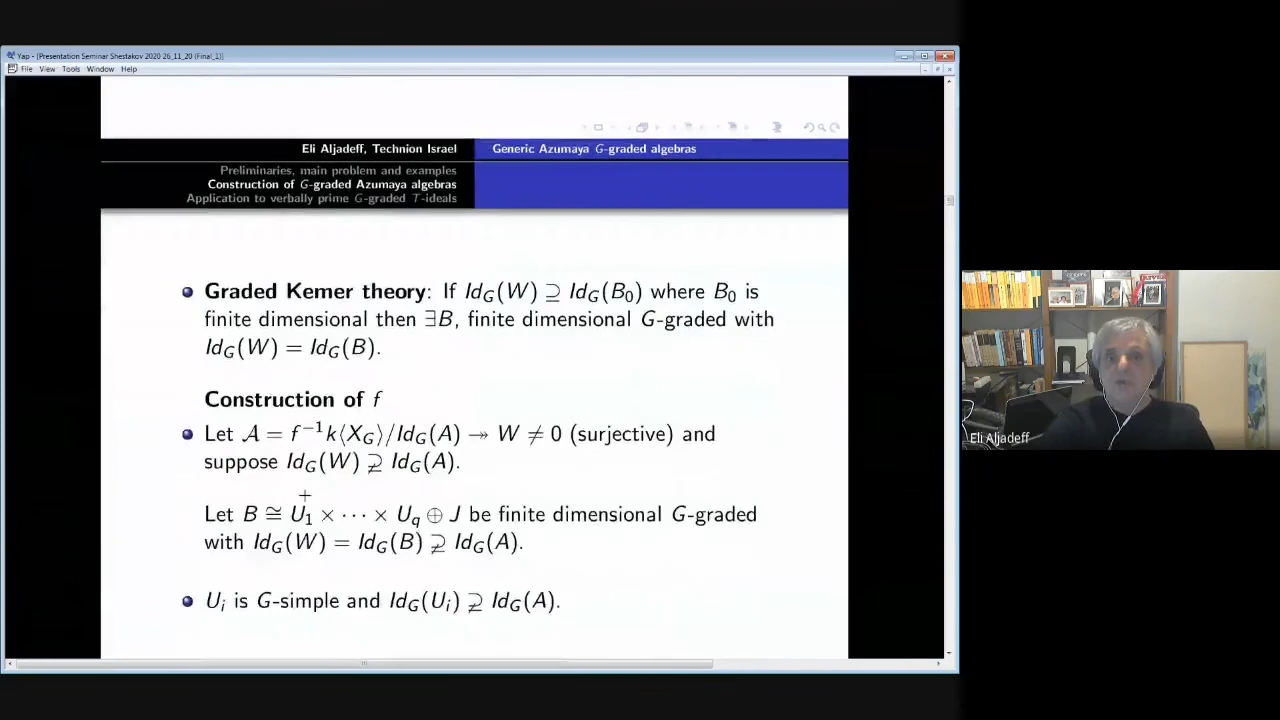 Yap - [Presentation Seminar Shestakov 2020 26_11_20 (Final_1)]
File View Tools Window Help
Eli Aljadeff, Technion Israel
Generic Azumaya G-graded algebras
Preliminaries, main problem and examples
Construction of G-graded Azumaya algebras
Application to verbally prime G-graded T-ideals
Graded Kemer theory: If Id_G(W) ⊇ Id_G(B_0) where B_0 is
finite dimensional then ∃B, finite dimensional G-graded with
Id_G(W) = Id_G(B).
Construction of f
Let 𝒜 = f⁻¹k⟨X_G⟩/Id_G(A) ↠ W ≠ 0 (surjective) and
suppose Id_G(W) ⊋ Id_G(A).
Let B ≅ U_1 × ··· × U_q ⊕ J be finite dimensional G-graded
with Id_G(W) = Id_G(B) ⊋ Id_G(A).
U_i is G-simple and Id_G(U_i) ⊋ Id_G(A).
Eli Aljadeff